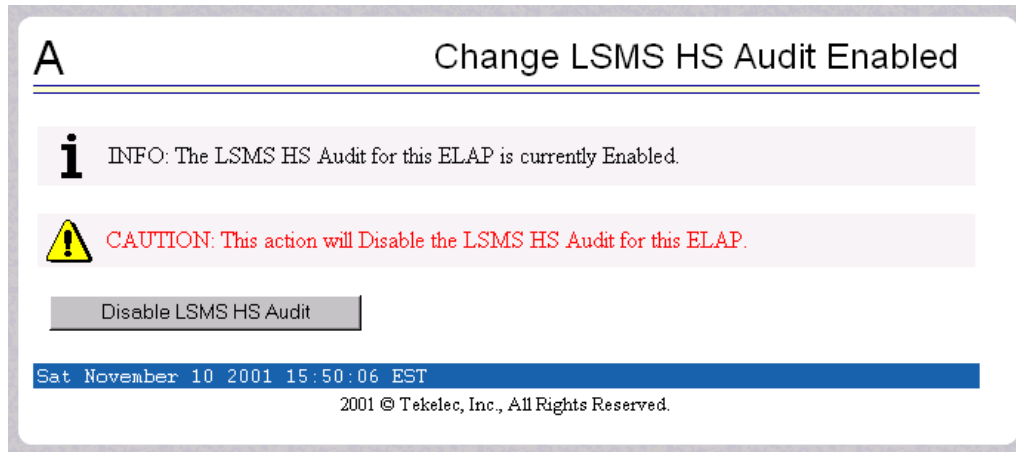 A
Change LSMS HS Audit Enabled
INFO: The LSMS HS Audit for this ELAP is currently Enabled.
CAUTION: This action will Disable the LSMS HS Audit for this ELAP.
Disable LSMS HS Audit
Sat November 10 2001 15:50:06 EST
2001 © Tekelec, Inc., All Rights Reserved.